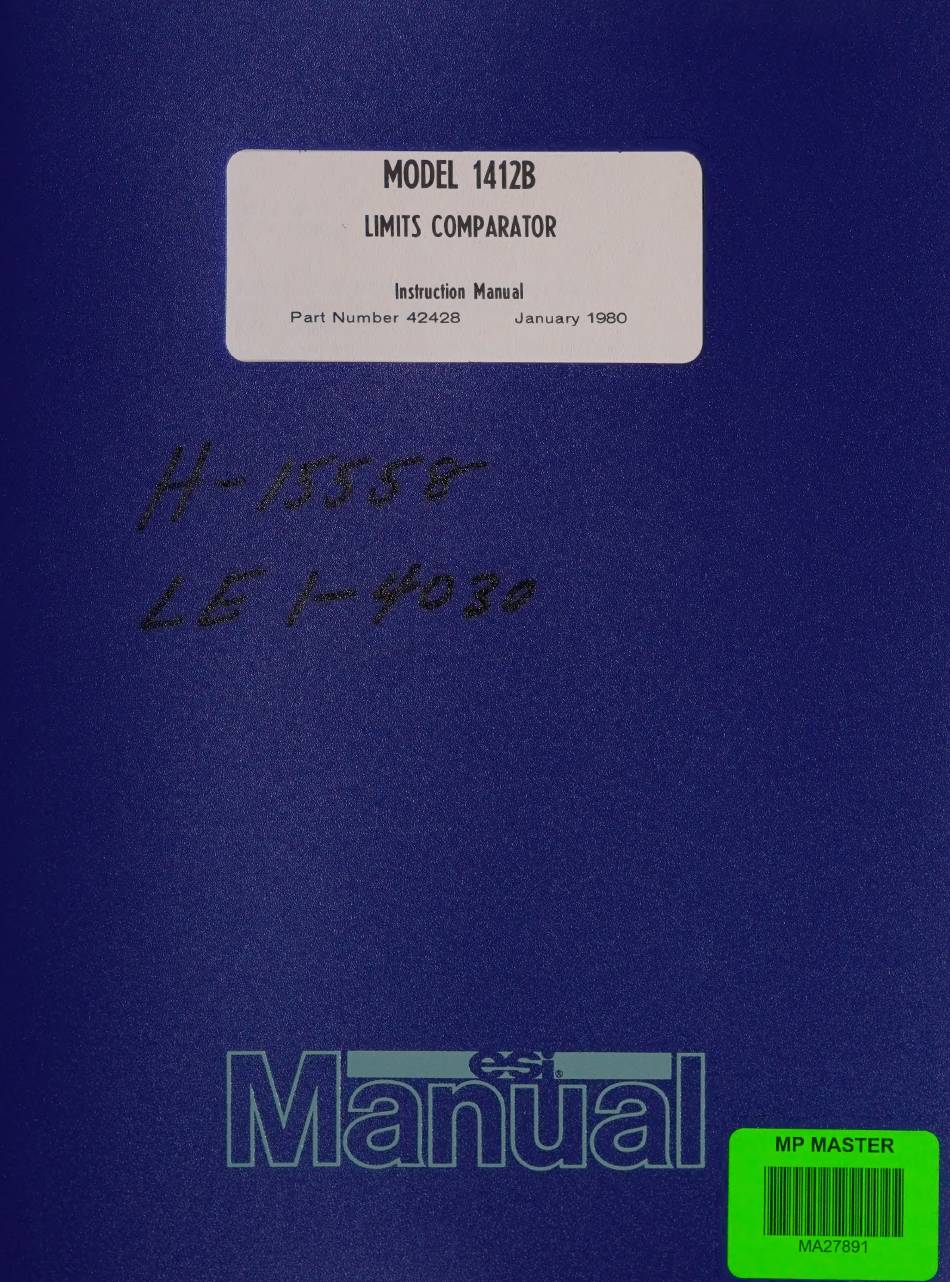 MODEL 1412B
LIMITS COMPARATOR
Instruction Manual
Part Number 42428 January 1980
H-15558
LE 1-4030
esi®
Manual
MP MASTER
MA27891